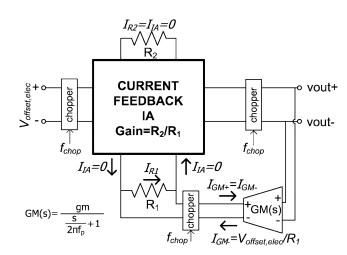 I_R2=I_IA=0
R_2
V_offset,elec
+
-
chopper
f_chop
CURRENT
FEEDBACK
IA
Gain=R_2/R_1
chopper
f_chop
vout+
vout-
I_IA=0
I_R1
I_IA=0
R_1
chopper
f_chop
I_GM+=I_GM-
+
-
GM(s)
I_GM-=V_offset,elec/R_1
GM(s)=gm/(s/2nf_p+1)